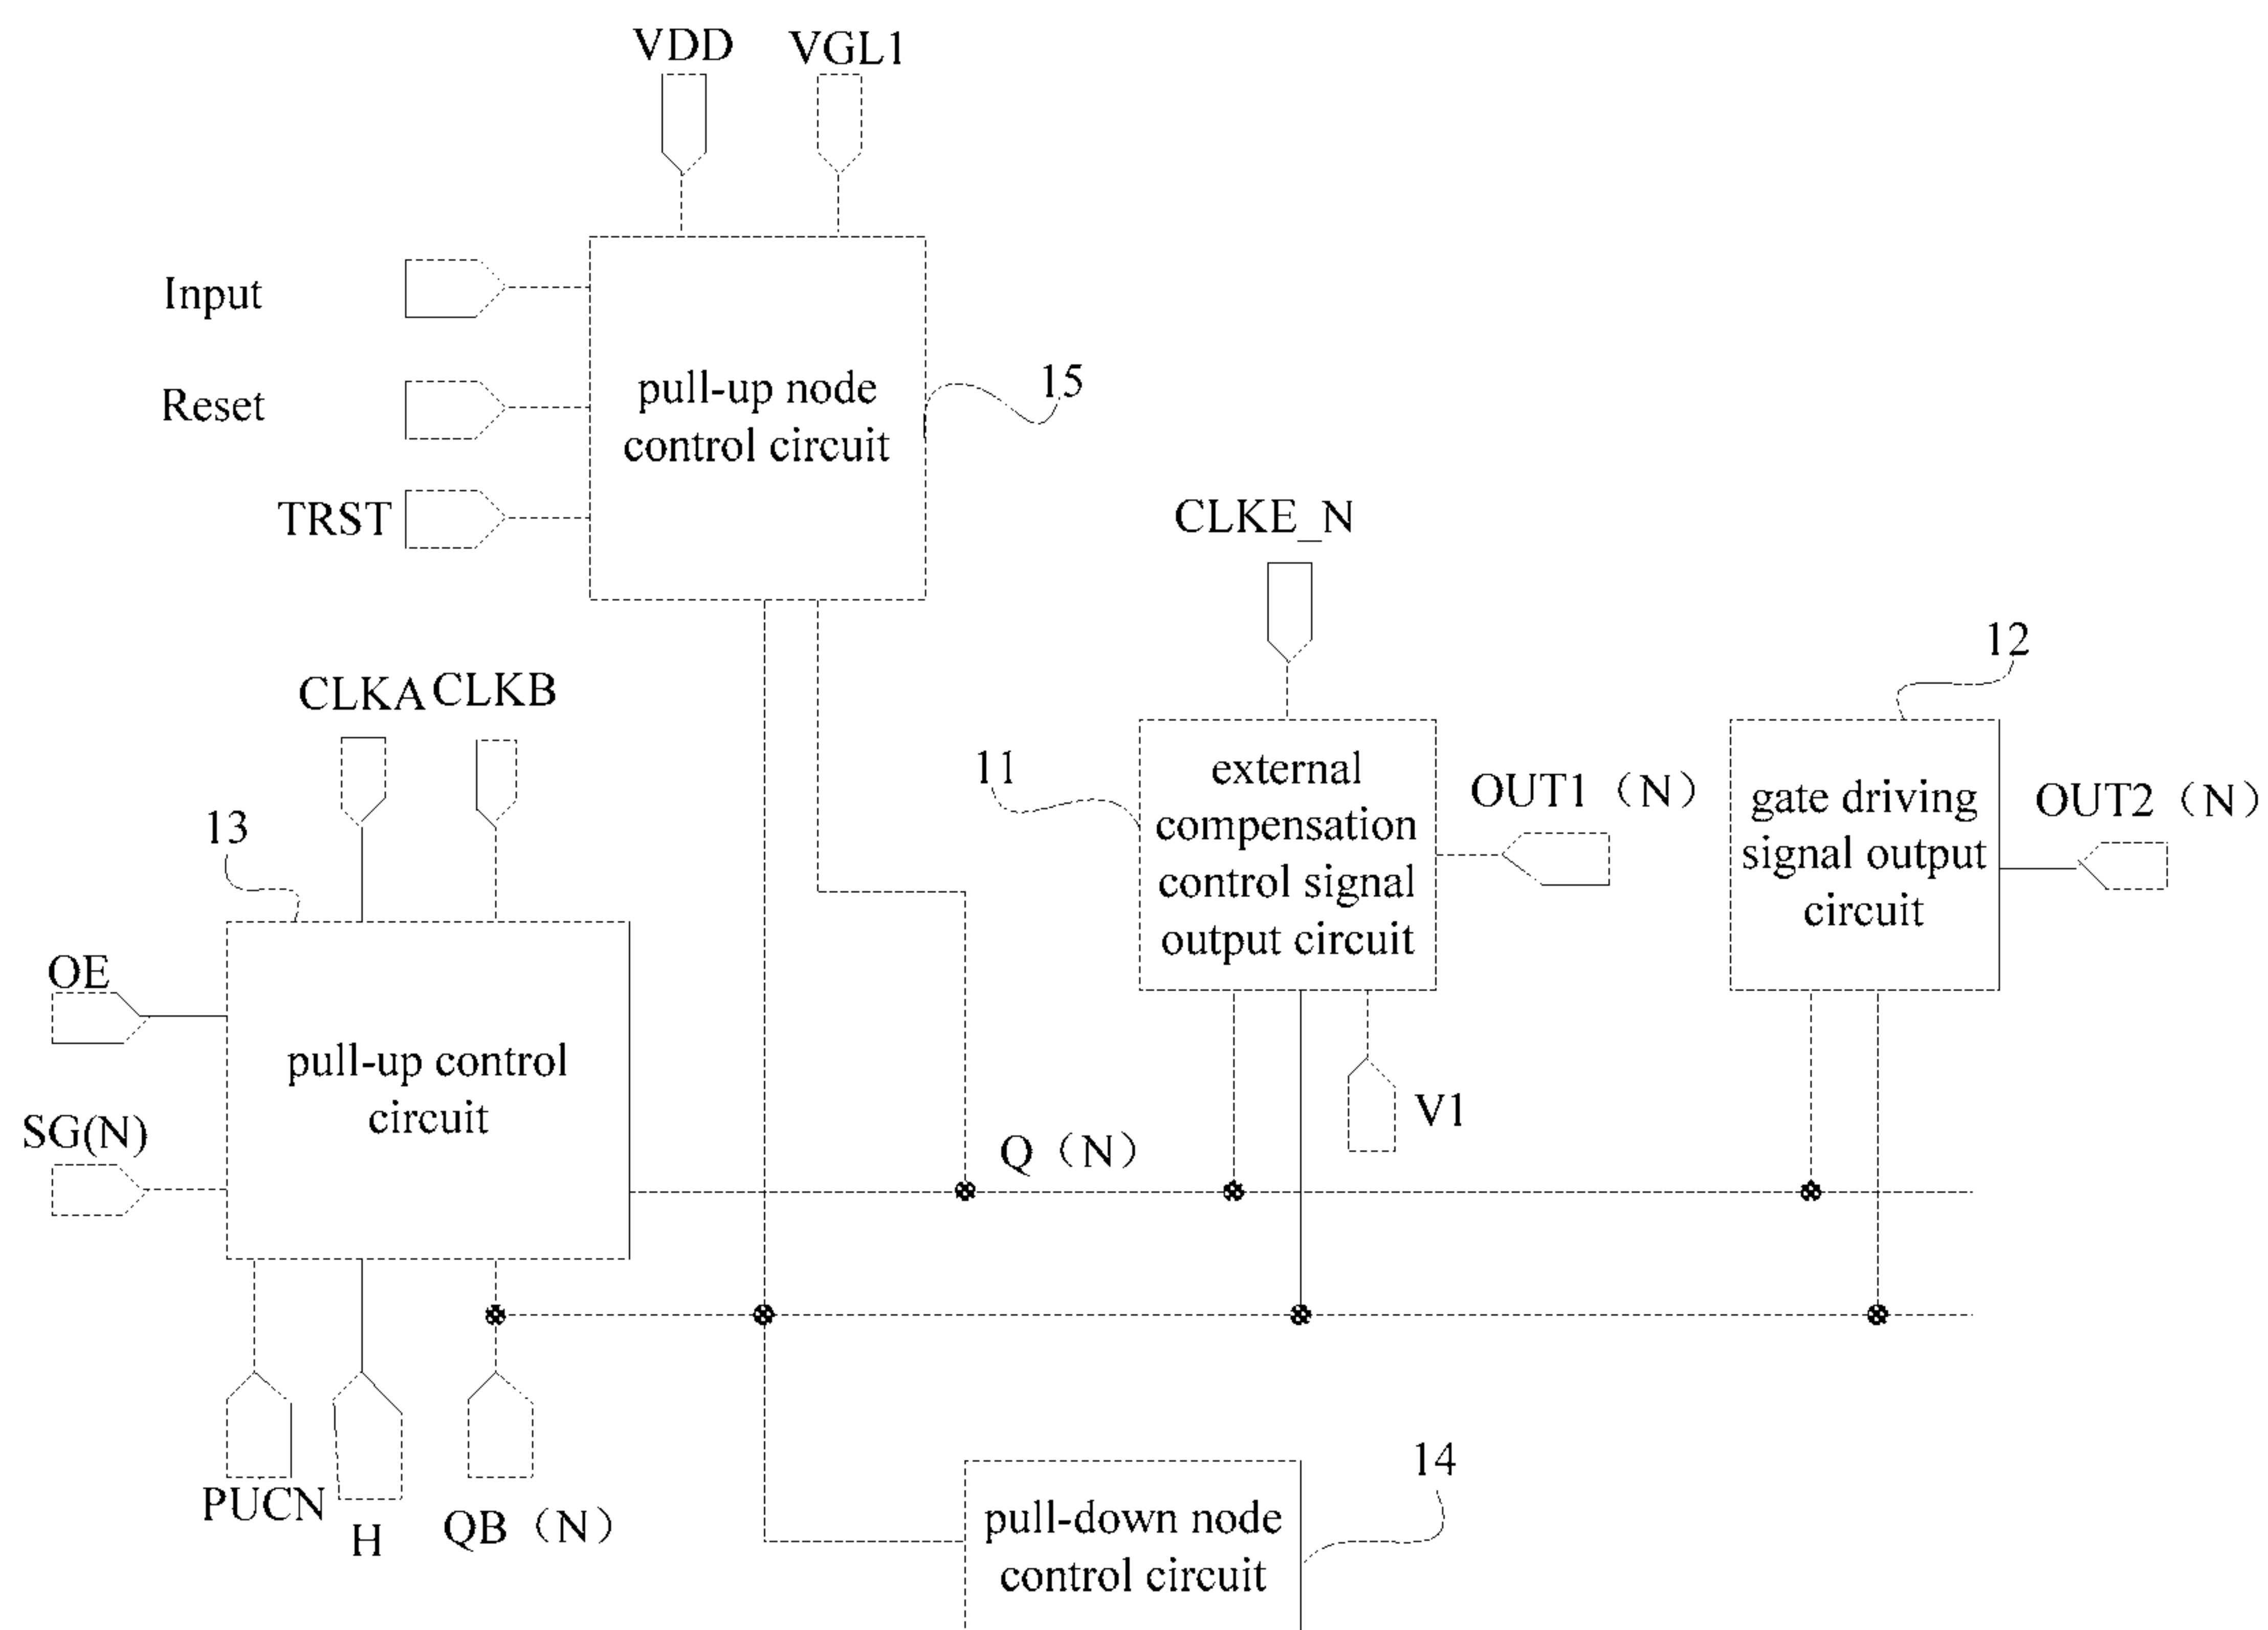 VDD
VGL1
Input
Reset
TRST
pull-up node
control circuit
15
CLKE_N
12
CLKA
CLKB
11
external
compensation
control signal
output circuit
OUT1（N）
gate driving
signal output
circuit
OUT2（N）
13
OE
pull-up control
circuit
SG(N)
V1
Q（N）
PUCN
H
QB（N）
14
pull-down node
control circuit